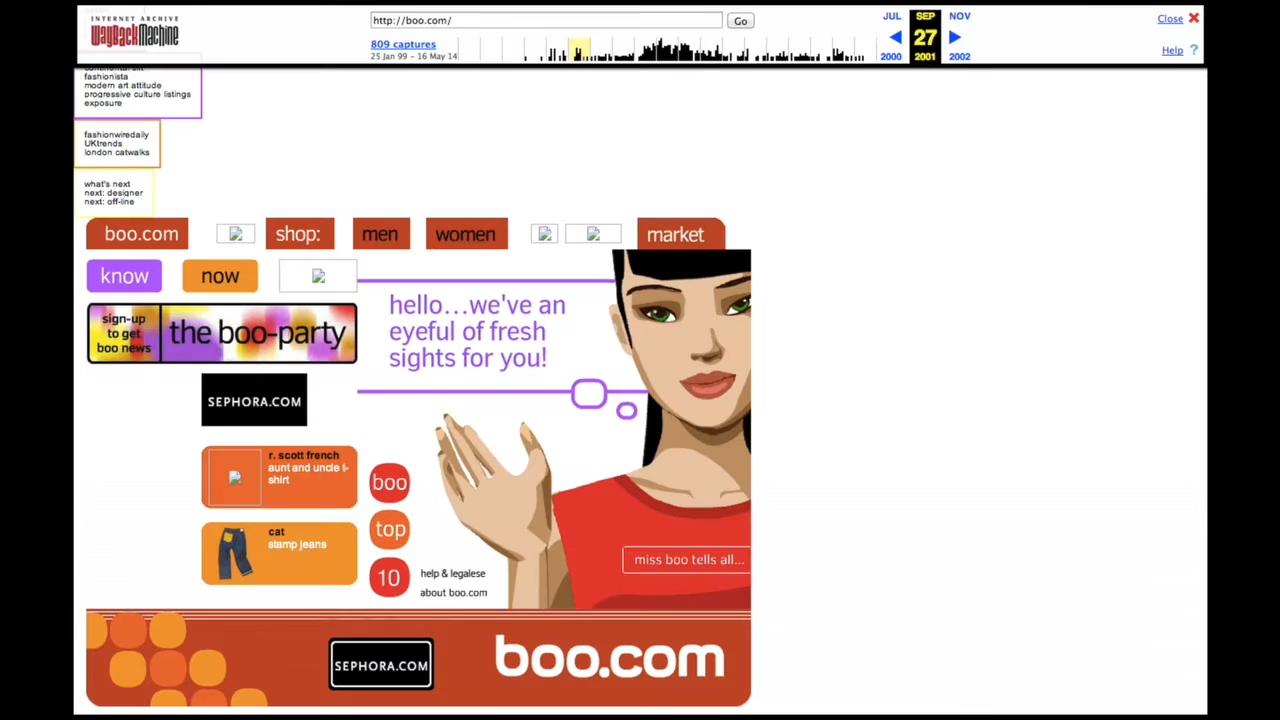 INTERNET ARCHIVE
WayBackMachine
http://boo.com/
Go
809 captures
25 Jan 99 – 16 May 14
JUL
SEP
NOV
27
2000
2001
2002
Close
Help
?
fashionista
modern art attitude
progressive culture listings
exposure
fashionwiredaily
UKtrends
london catwalks
what's next
next: designer
next: off-line
boo.com
shop:
men
women
market
know
now
sign-up
to get
boo news
the boo-party
hello...we've an
eyeful of fresh
sights for you!
SEPHORA.COM
r. scott french
aunt and uncle t-
shirt
cat
stamp jeans
boo
top
10
help & legalese
about boo.com
miss boo tells all...
SEPHORA.COM
boo.com